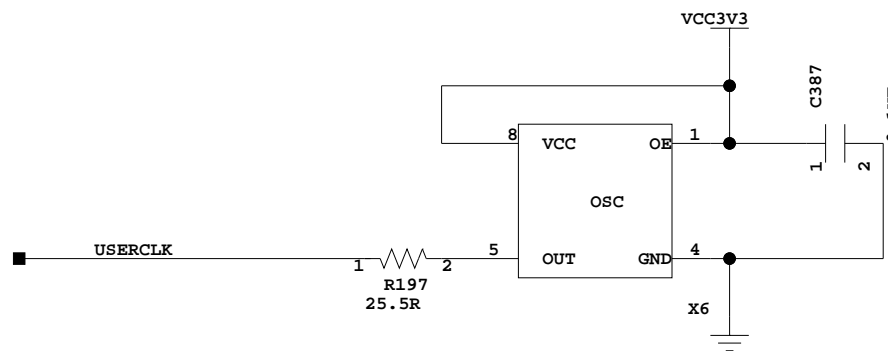 VCC3V3
C387
8
VCC
OE
1
1
2
OSC
USERCLK
1
2
5
OUT
GND
4
R197
25.5R
X6